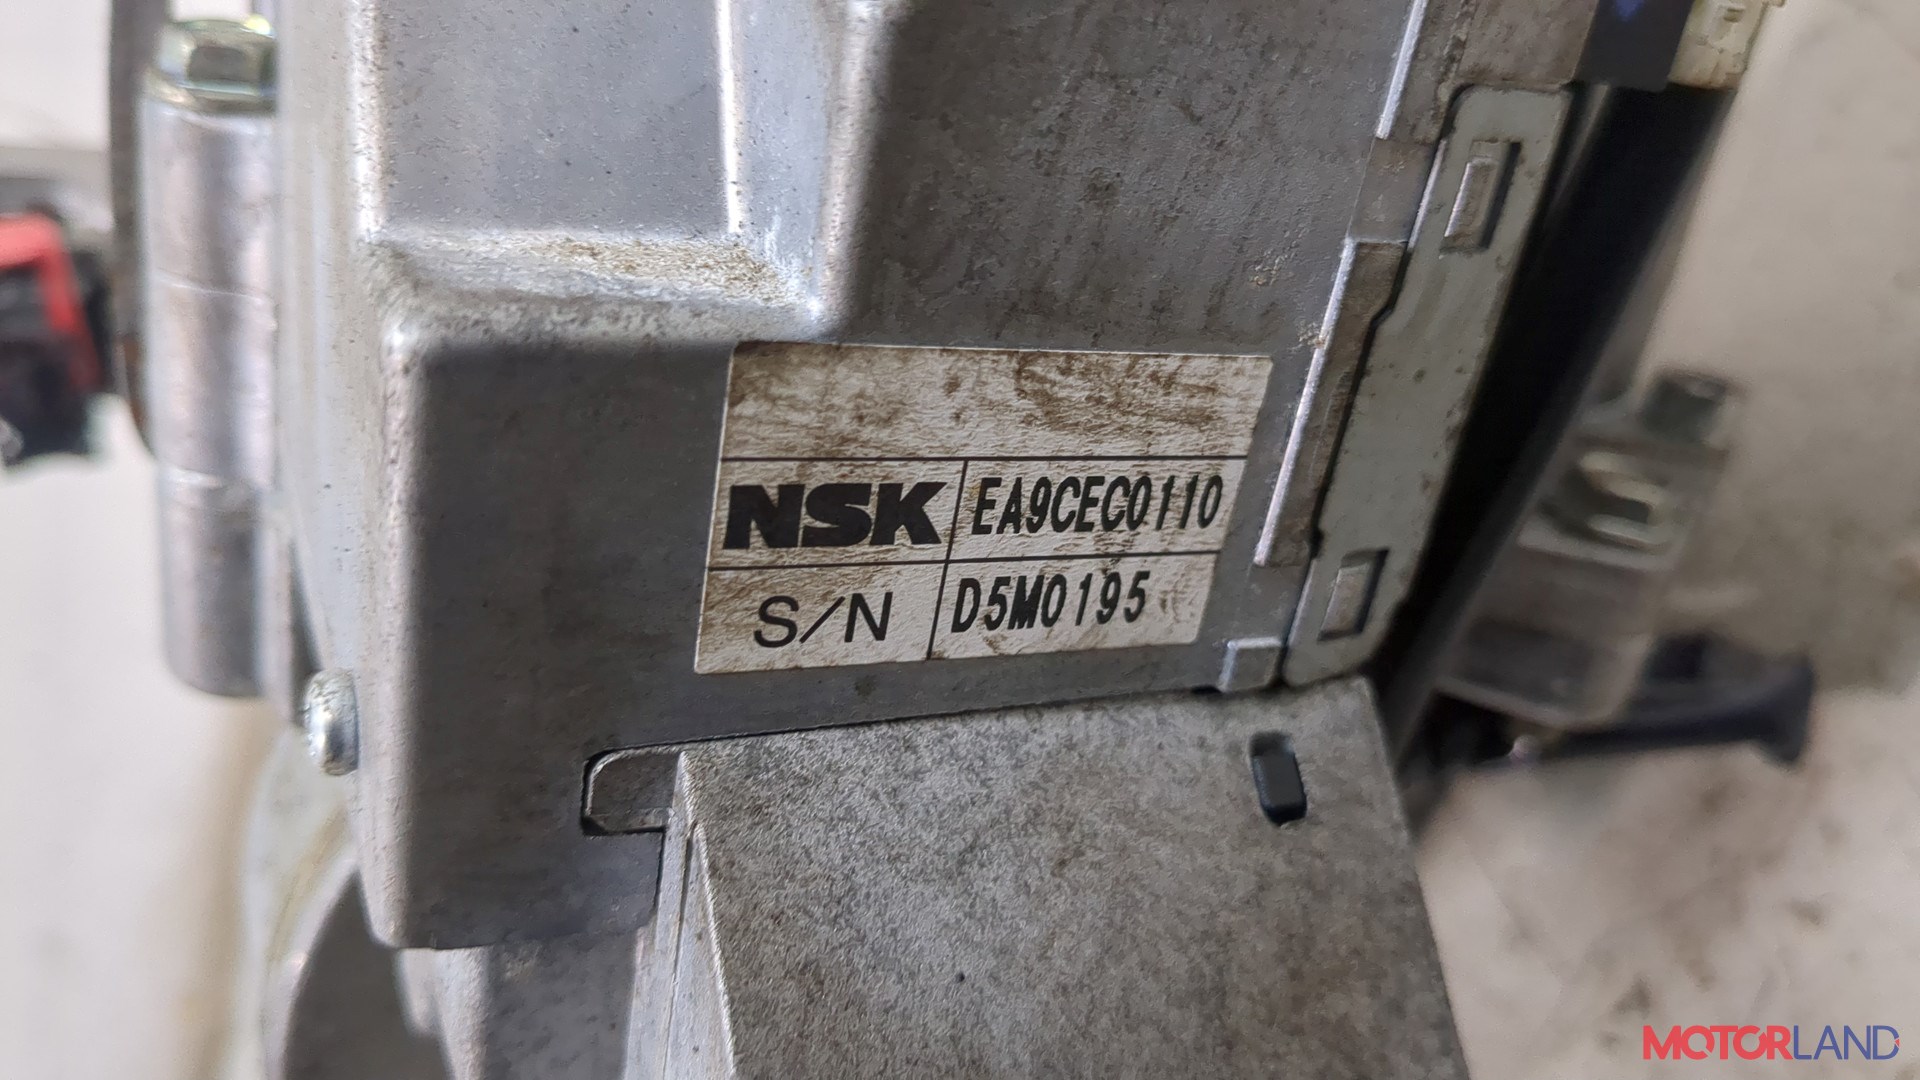 NSK EA9CEC0110
S/N D5M0195
MOTORLAND